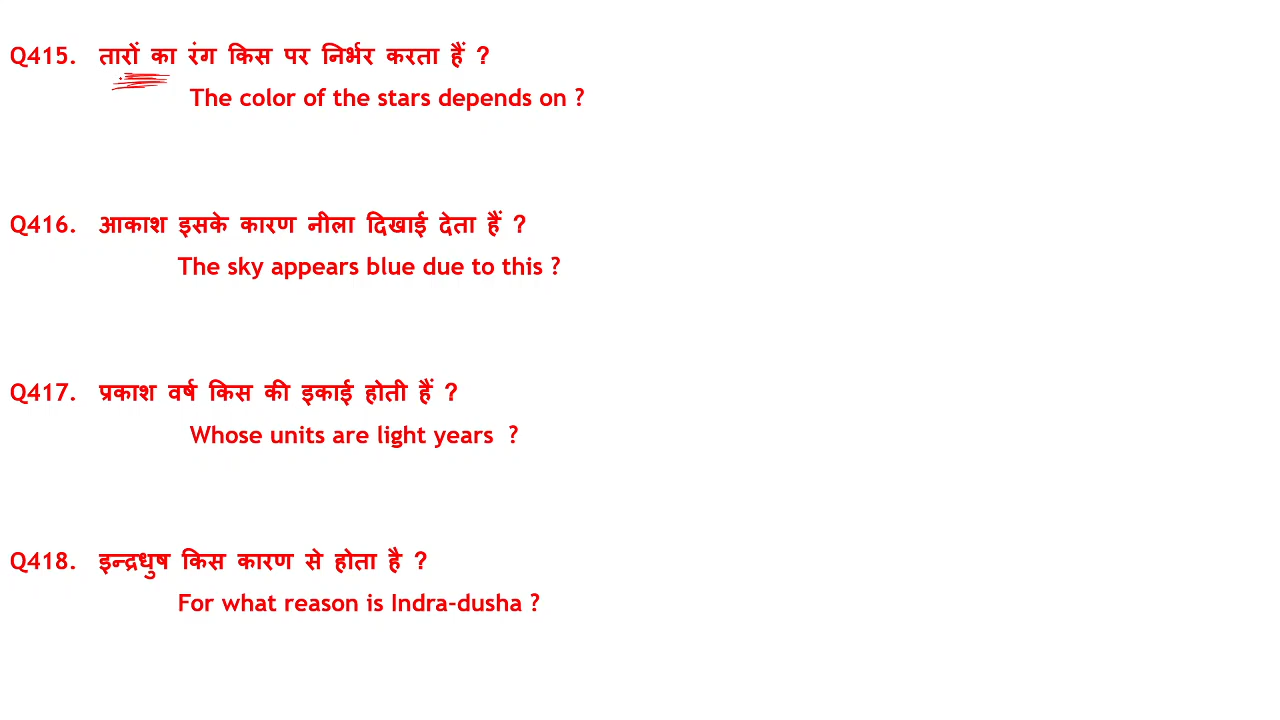 Q415. तारों का रंग किस पर निर्भर करता हैं ?
The color of the stars depends on ?
Q416. आकाश इसके कारण नीला दिखाई देता हैं ?
The sky appears blue due to this ?
Q417. प्रकाश वर्ष किस की इकाई होती हैं ?
Whose units are light years ?
Q418. इन्द्रधुष किस कारण से होता है ?
For what reason is Indra-dusha ?